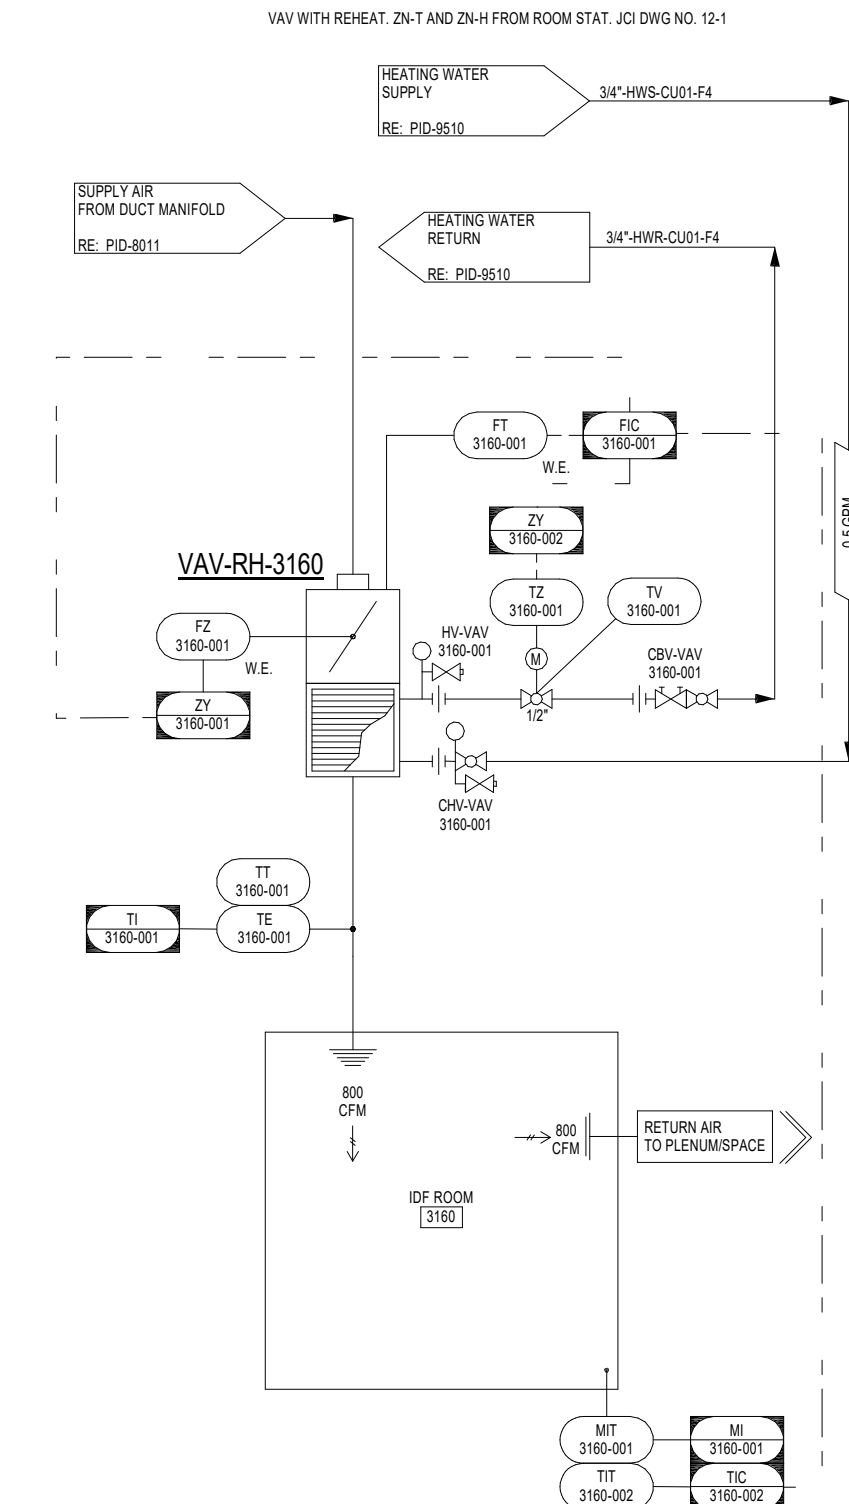 VAV WITH REHEAT. ZN-T AND ZN-H FROM ROOM STAT. JCI DWG NO. 12-1
HEATING WATER
SUPPLY
RE: PID-9510
3/4"-HWS-CU01-F4
SUPPLY AIR
FROM DUCT MANIFOLD
RE: PID-8011
HEATING WATER
RETURN
RE: PID-9510
3/4"-HWR-CU01-F4
FT
3160-001
FIC
3160-001
W.E.
0.5 GPM
ZY
3160-002
VAV-RH-3160
TZ
3160-001
TV
3160-001
FZ
3160-001
W.E.
HV-VAV
3160-001
M
CBV-VAV
3160-001
ZY
3160-001
1/2"
CHV-VAV
3160-001
TT
3160-001
TI
3160-001
TE
3160-001
800
CFM
800
CFM
RETURN AIR
TO PLENUM/SPACE
IDF ROOM
3160
MIT
3160-001
MI
3160-001
TIT
3160-002
TIC
3160-002